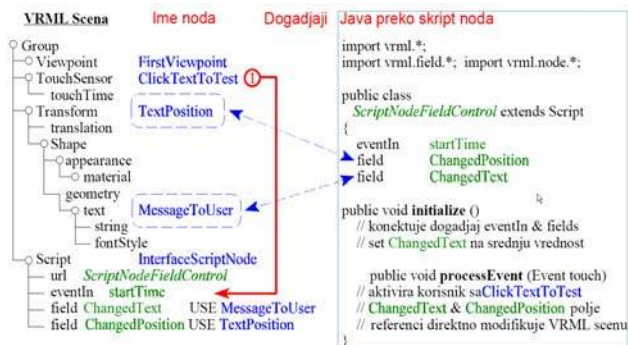 VRML Scena Ime noda Dogadjaji Java preko skript noda
Group
Viewpoint FirstViewpoint
TouchSensor ClickTextToTest 1
touchTime
Transform TextPosition
translation
Shape
appearance
material
geometry
text MessageToUser
string
fontStyle
Script InterfaceScriptNode
url ScriptNodeFieldControl
eventIn startTime
field ChangedText USE MessageToUser
field ChangedPosition USE TextPosition
import vrml.*;
import vrml.field.*; import vrml.node.*;
public class
ScriptNodeFieldControl extends Script
{
eventIn startTime
field ChangedPosition
field ChangedText
public void initialize ()
// konektuje dogadjaj eventIn & fields
// set ChangedText na srednju vrednost
public void processEvent (Event touch)
// aktivira korisnik saClickTextToTest
// ChangedText & ChangedPosition polje
// referenci direktno modifikuje VRML scenu
}